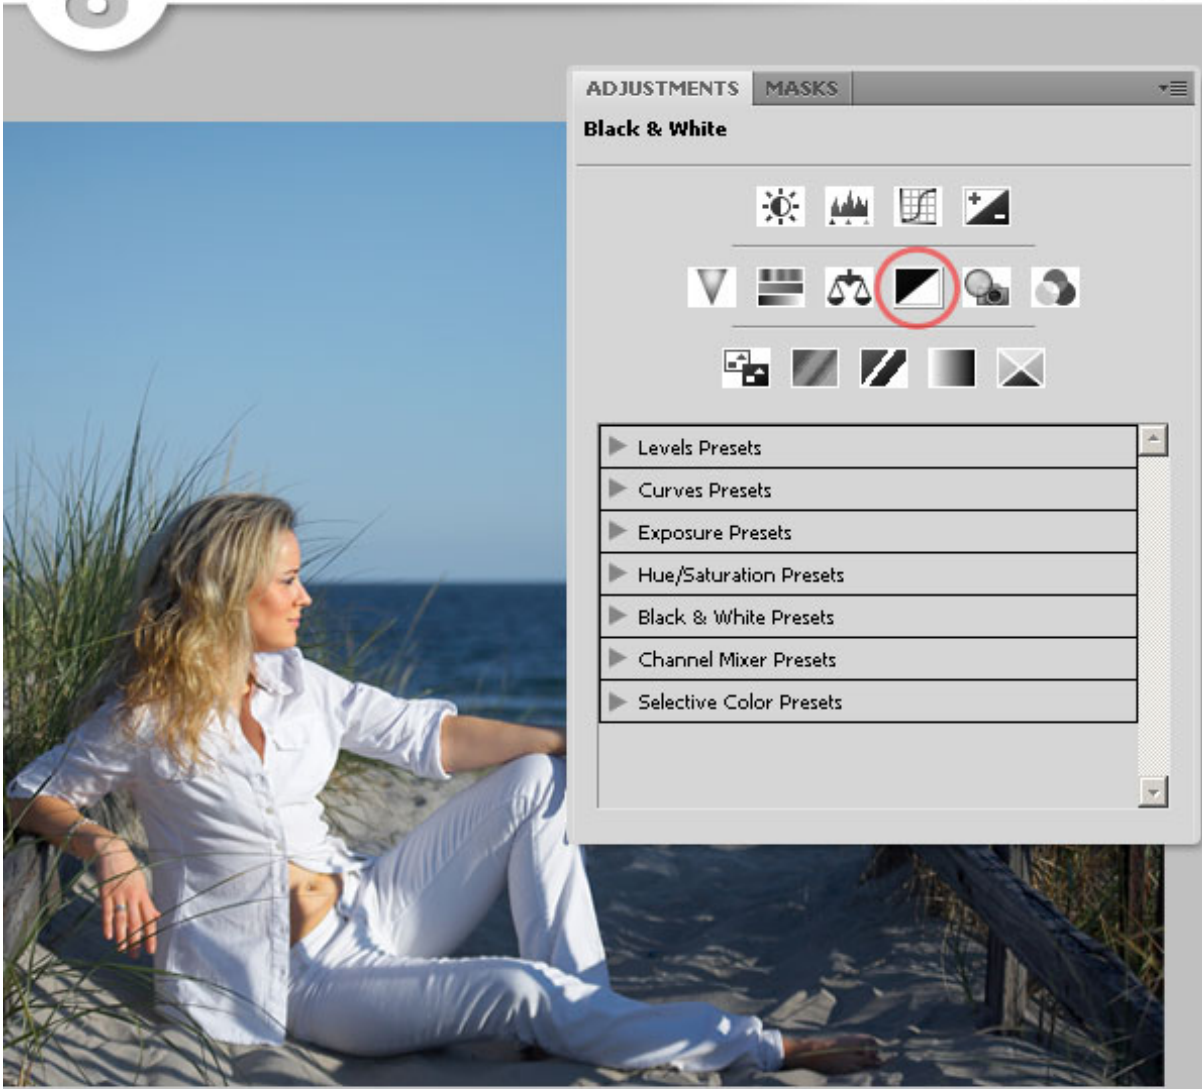 8
ADJUSTMENTS MASKS
Black & White
Levels Presets
Curves Presets
Exposure Presets
Hue/Saturation Presets
Black & White Presets
Channel Mixer Presets
Selective Color Presets